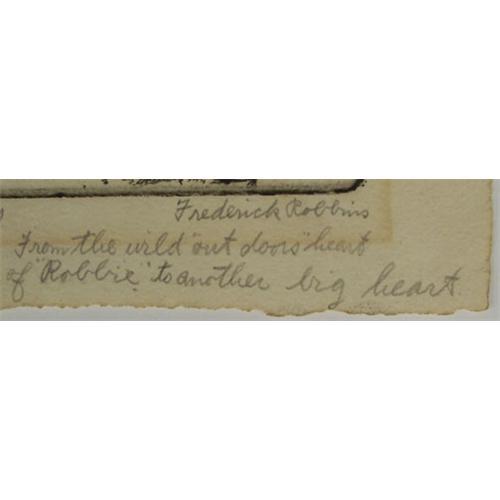 Frederick Robbins
From the wild "out doors" heart
of "Robbie" to another big heart